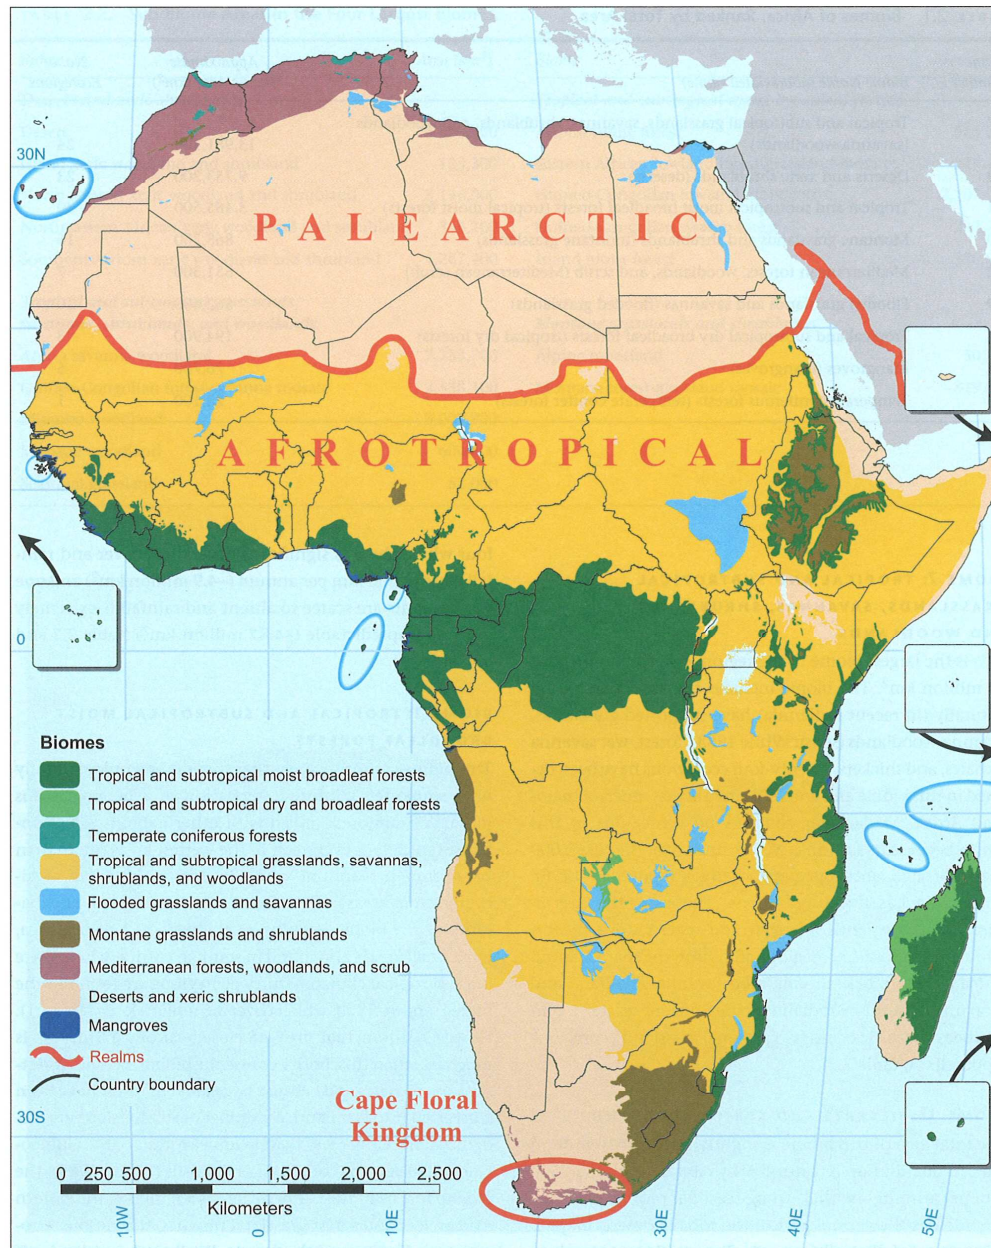 30N
PALEARCTIC
AFROTROPICAL
0
Biomes
Tropical and subtropical moist broadleaf forests
Tropical and subtropical dry and broadleaf forests
Temperate coniferous forests
Tropical and subtropical grasslands, savannas,
shrublands, and woodlands
Flooded grasslands and savannas
Montane grasslands and shrublands
Mediterranean forests, woodlands, and scrub
Deserts and xeric shrublands
Mangroves
Realms
Country boundary
30S
Cape Floral
Kingdom
0 250 500 1,000 1,500 2,000 2,500
Kilometers
10W 0 10E 30E 40E 50E